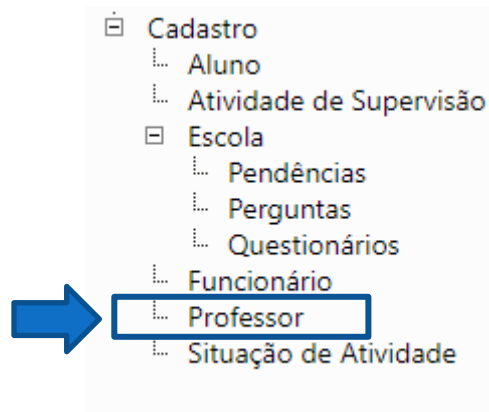 Cadastro
Aluno
Atividade de Supervisão
Escola
Pendências
Perguntas
Questionários
Funcionário
Professor
Situação de Atividade